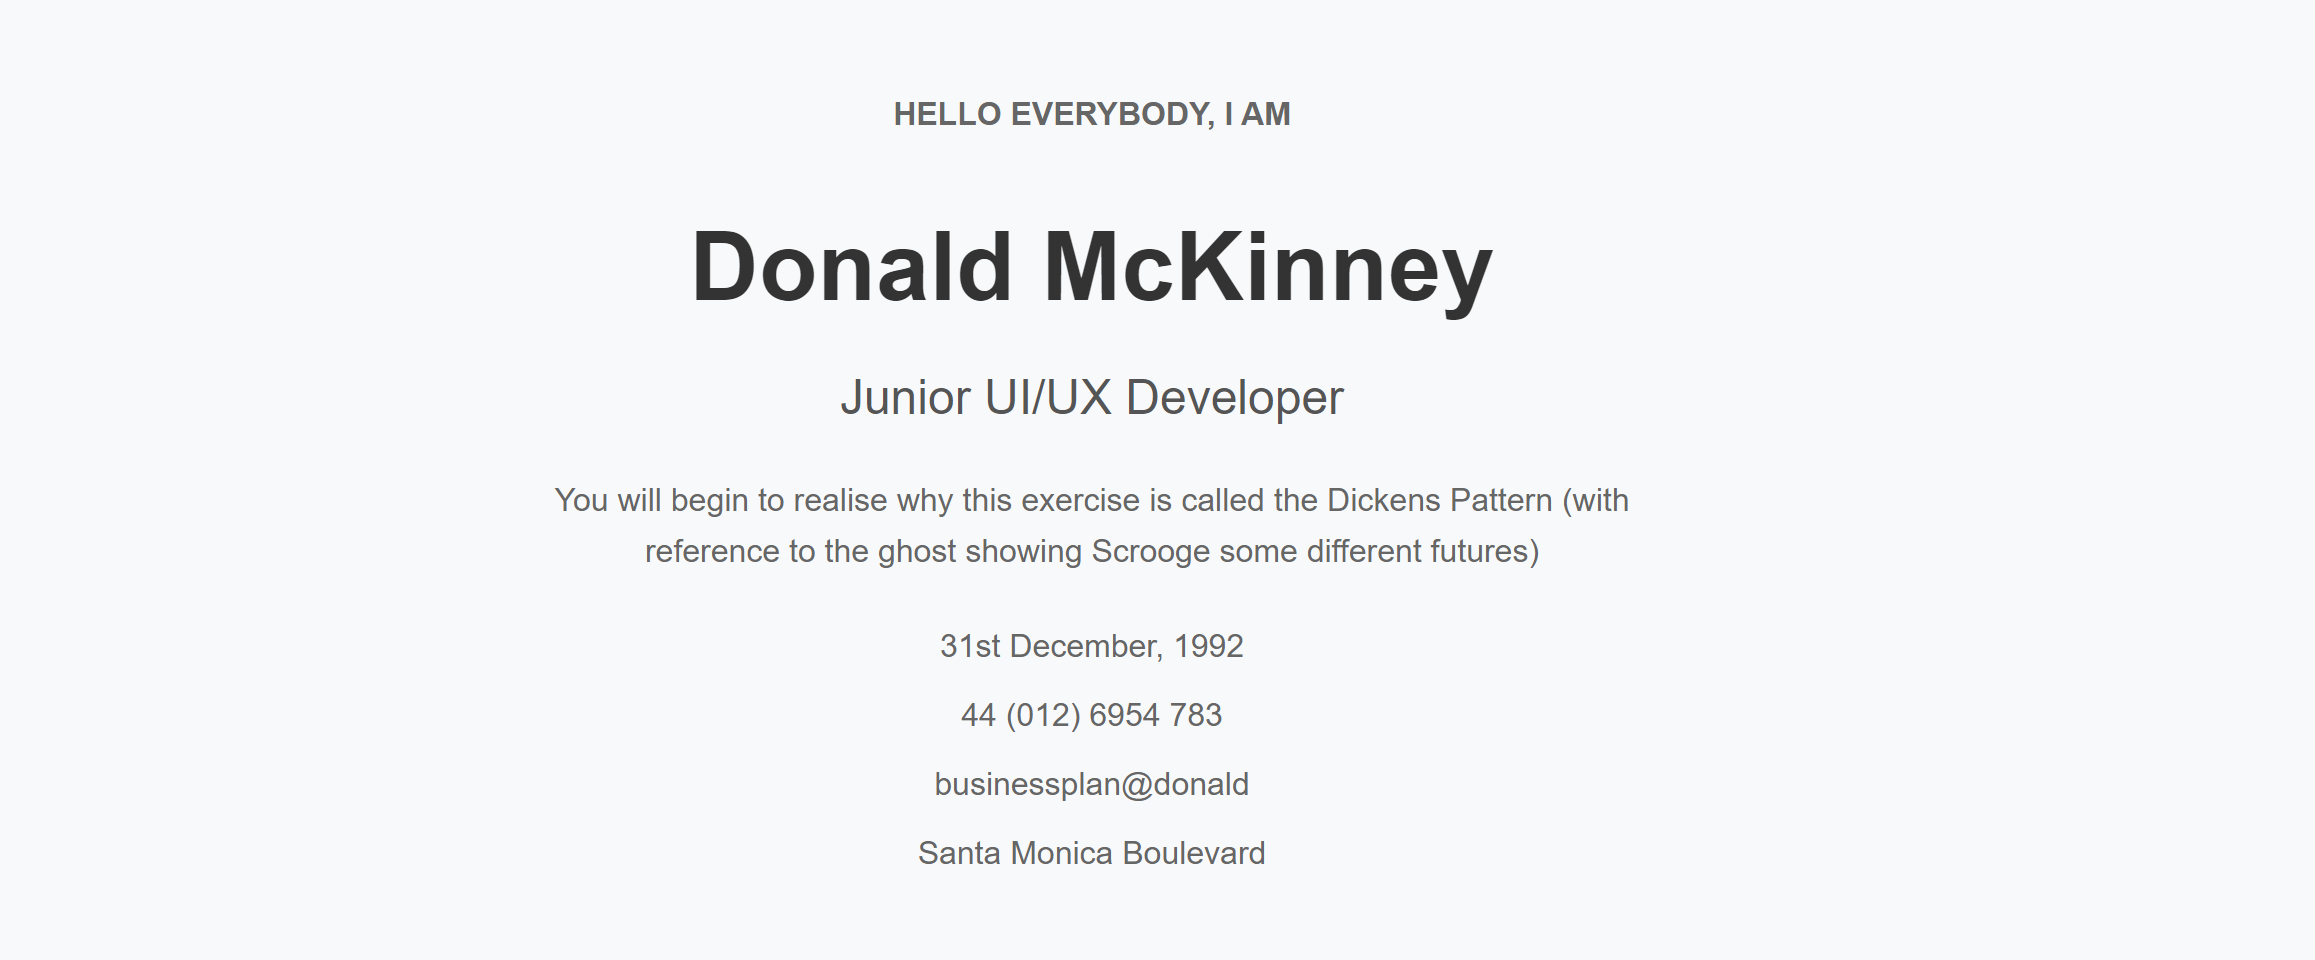 HELLO EVERYBODY, I AM
Donald McKinney
Junior UI/UX Developer
You will begin to realise why this exercise is called the Dickens Pattern (with
reference to the ghost showing Scrooge some different futures)
31st December, 1992
44 (012) 6954 783
businessplan@donald
Santa Monica Boulevard